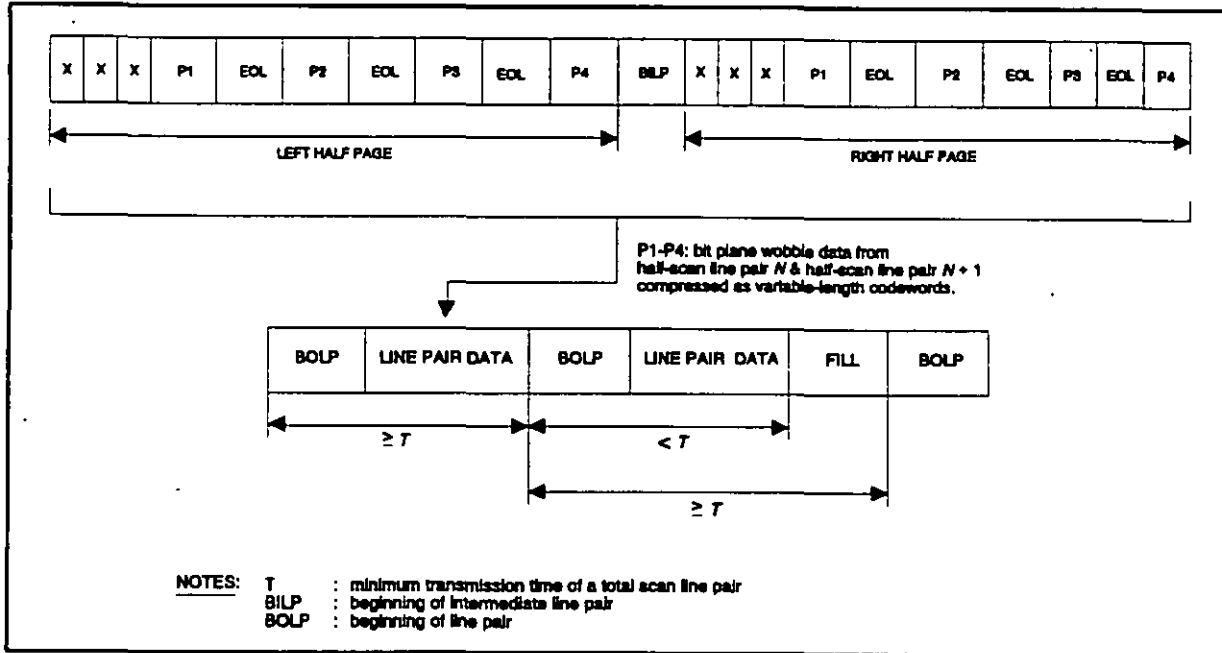 X X X P1 EOL P2 EOL P3 EOL P4 BILP X X X P1 EOL P2 EOL P3 EOL P4
LEFT HALF PAGE RIGHT HALF PAGE
P1-P4: bit plane wobble data from
half-scan line pair N & half-scan line pair N + 1
compressed as variable-length codewords.
BOLP LINE PAIR DATA BOLP LINE PAIR DATA FILL BOLP
≥ T < T
≥ T
NOTES: T : minimum transmission time of a total scan line pair
BILP : beginning of intermediate line pair
BOLP : beginning of line pair